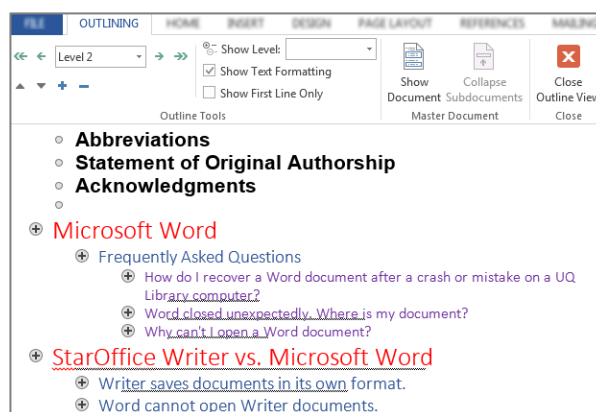 FILE OUTLINING HOME INSERT DESIGN PAGE LAYOUT REFERENCES MAILING
Level 2
Show Level:
Show Text Formatting
Show First Line Only
Outline Tools
Show
Document
Collapse
Subdocuments
Master Document
Close
Outline View
Close
Abbreviations
Statement of Original Authorship
Acknowledgments
Microsoft Word
Frequently Asked Questions
How do I recover a Word document after a crash or mistake on a UQ
Library computer?
Word closed unexpectedly. Where is my document?
Why can't I open a Word document?
StarOffice Writer vs. Microsoft Word
Writer saves documents in its own format.
Word cannot open Writer documents.